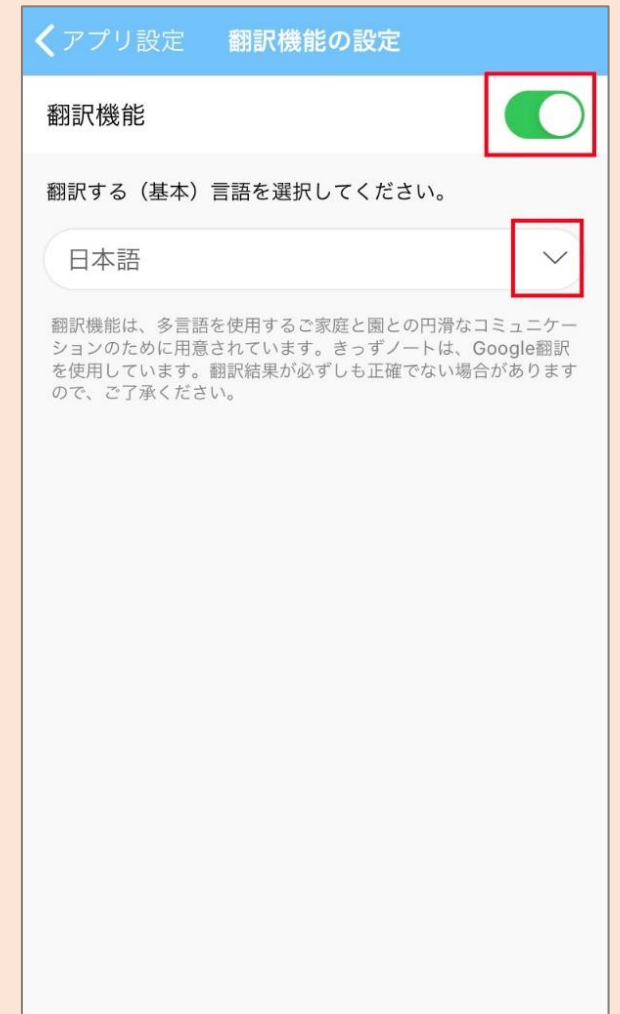 アプリ設定 翻訳機能の設定
翻訳機能
翻訳する（基本）言語を選択してください。
日本語
翻訳機能は、多言語を使用するご家庭と園との円滑なコミュニケー
ションのために用意されています。きっずノートは、Google翻訳
を使用しています。翻訳結果が必ずしも正確でない場合があります
ので、ご了承ください。